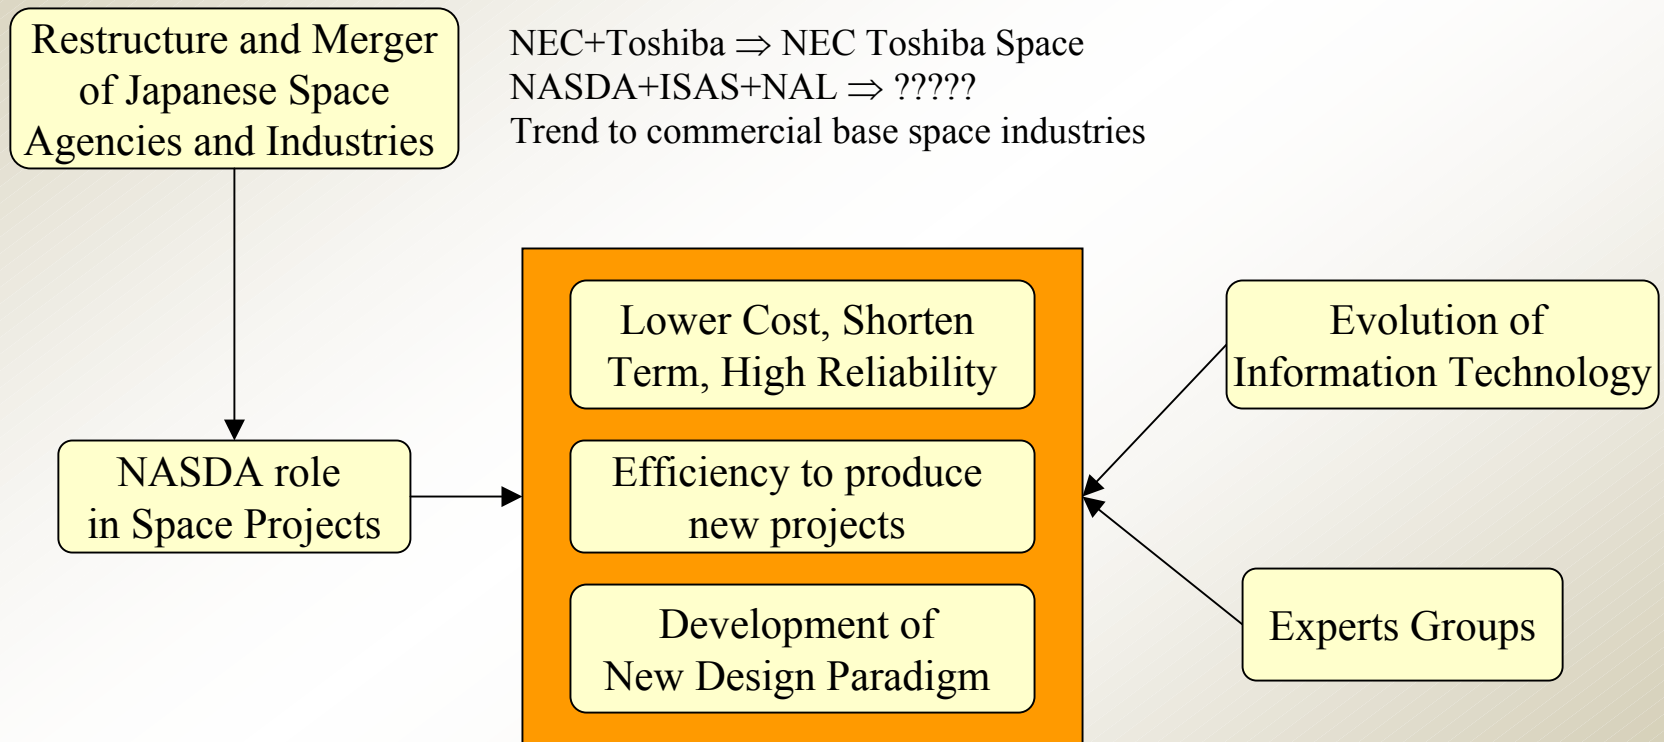 Restructure and Merger
of Japanese Space
Agencies and Industries
NEC+Toshiba ⇒ NEC Toshiba Space
NASDA+ISAS+NAL ⇒ ?????
Trend to commercial base space industries
Lower Cost, Shorten
Term, High Reliability
Evolution of
Information Technology
NASDA role
in Space Projects
Efficiency to produce
new projects
Development of
New Design Paradigm
Experts Groups